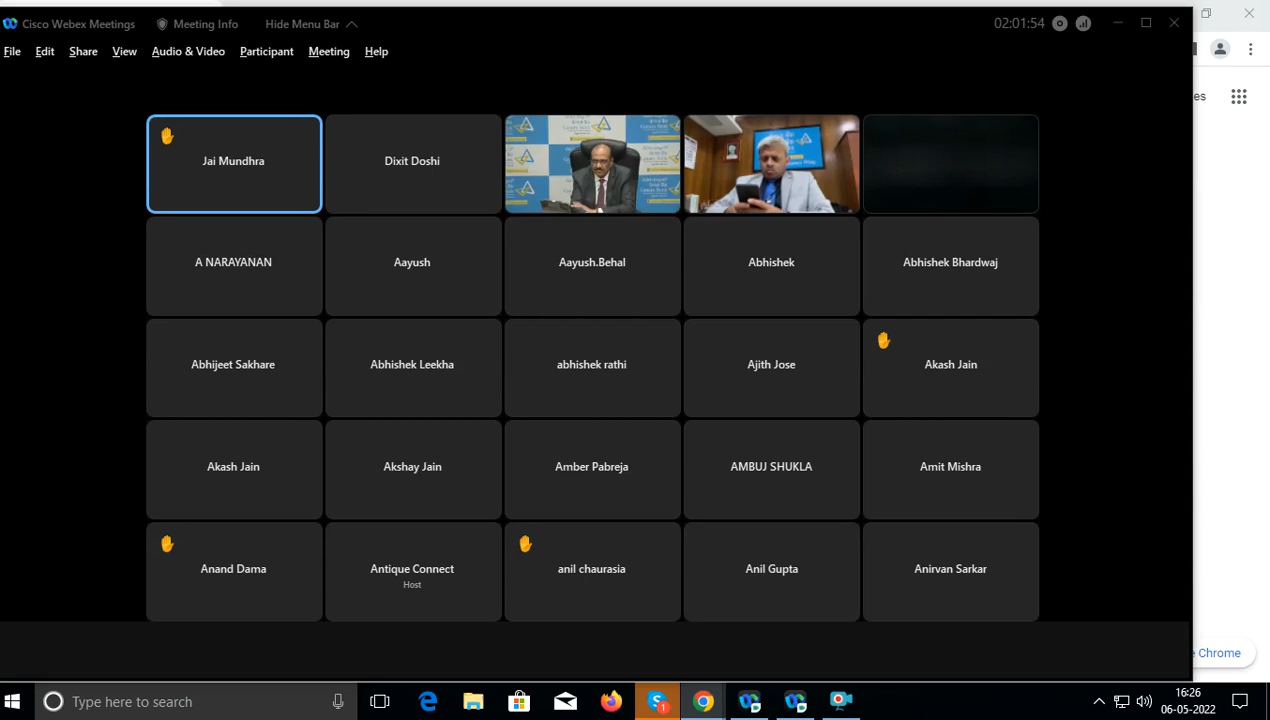 Cisco Webex Meetings
Meeting Info
Hide Menu Bar
02:01:54
File
Edit
Share
View
Audio & Video
Participant
Meeting
Help
es
Jai Mundhra
Dixit Doshi
A NARAYANAN
Aayush
Aayush.Behal
Abhishek
Abhishek Bhardwaj
Abhijeet Sakhare
Abhishek Leekha
abhishek rathi
Ajith Jose
Akash Jain
Akash Jain
Akshay Jain
Amber Pabreja
AMBUJ SHUKLA
Amit Mishra
Anand Dama
Antique Connect
Host
anil chaurasia
Anil Gupta
Anirvan Sarkar
e Chrome
Type here to search
1
16:26
06-05-2022